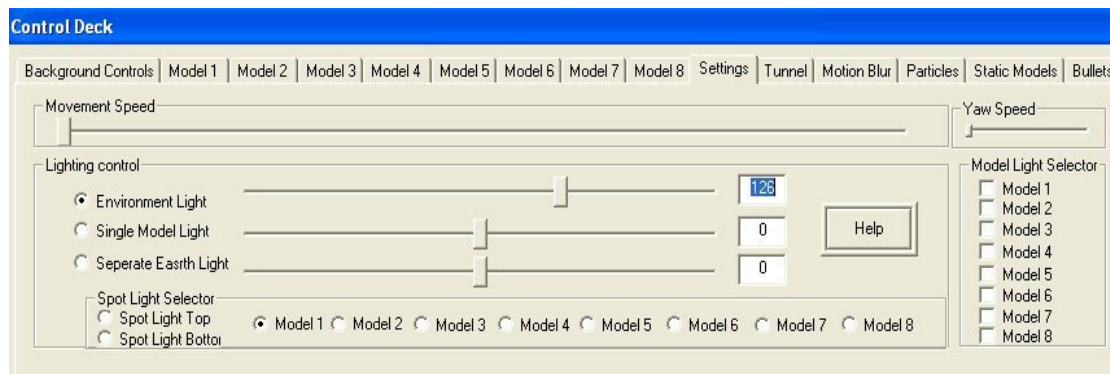 Control Deck
Background Controls Model 1 Model 2 Model 3 Model 4 Model 5 Model 6 Model 7 Model 8 Settings Tunnel Motion Blur Particles Static Models Bullets
Movement Speed Yaw Speed
Lighting control Model Light Selector
Environment Light 126 Model 1
Model 2
Single Model Light 0 Help Model 3
Model 4
Seperate Easrth Light 0 Model 5
Spot Light Selector Model 6
Spot Light Top Model 1 Model 2 Model 3 Model 4 Model 5 Model 6 Model 7 Model 8 Model 7
Spot Light Bottor Model 8